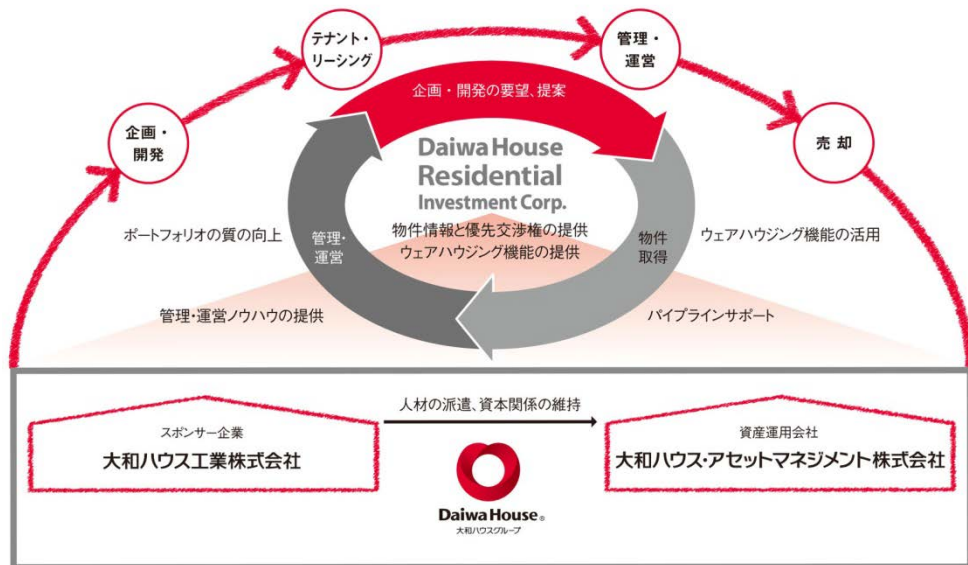 テナント・
リーシング
管理・
運営
企画・開発の要望、提案
企画・
開発
売却
Daiwa House
Residential
Investment Corp.
物件情報と優先交渉権の提供
ウェアハウジング機能の提供
ポートフォリオの質の向上
管理・
運営
物件
取得
ウェアハウジング機能の活用
管理・運営ノウハウの提供
パイプラインサポート
人材の派遣、資本関係の維持
スポンサー企業
大和ハウス工業株式会社
資産運用会社
大和ハウス・アセットマネジメント株式会社
Daiwa House®
大和ハウスグループ